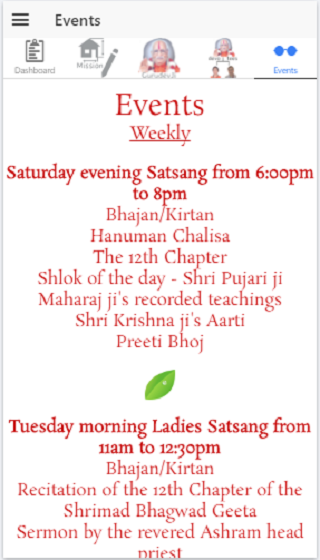 Events
Dashboard
Mission
Gurudev ji
Events
Events
Weekly
Saturday evening Satsang from 6:00pm
to 8pm
Bhajan/Kirtan
Hanuman Chalisa
The 12th Chapter
Shlok of the day - Shri Pujari ji
Maharaj ji's recorded teachings
Shri Krishna ji's Aarti
Preeti Bhoj
Tuesday morning Ladies Satsang from
11am to 12:30pm
Bhajan/Kirtan
Recitation of the 12th Chapter of the
Shrimad Bhagwad Geeta
Sermon by the revered Ashram head
priest